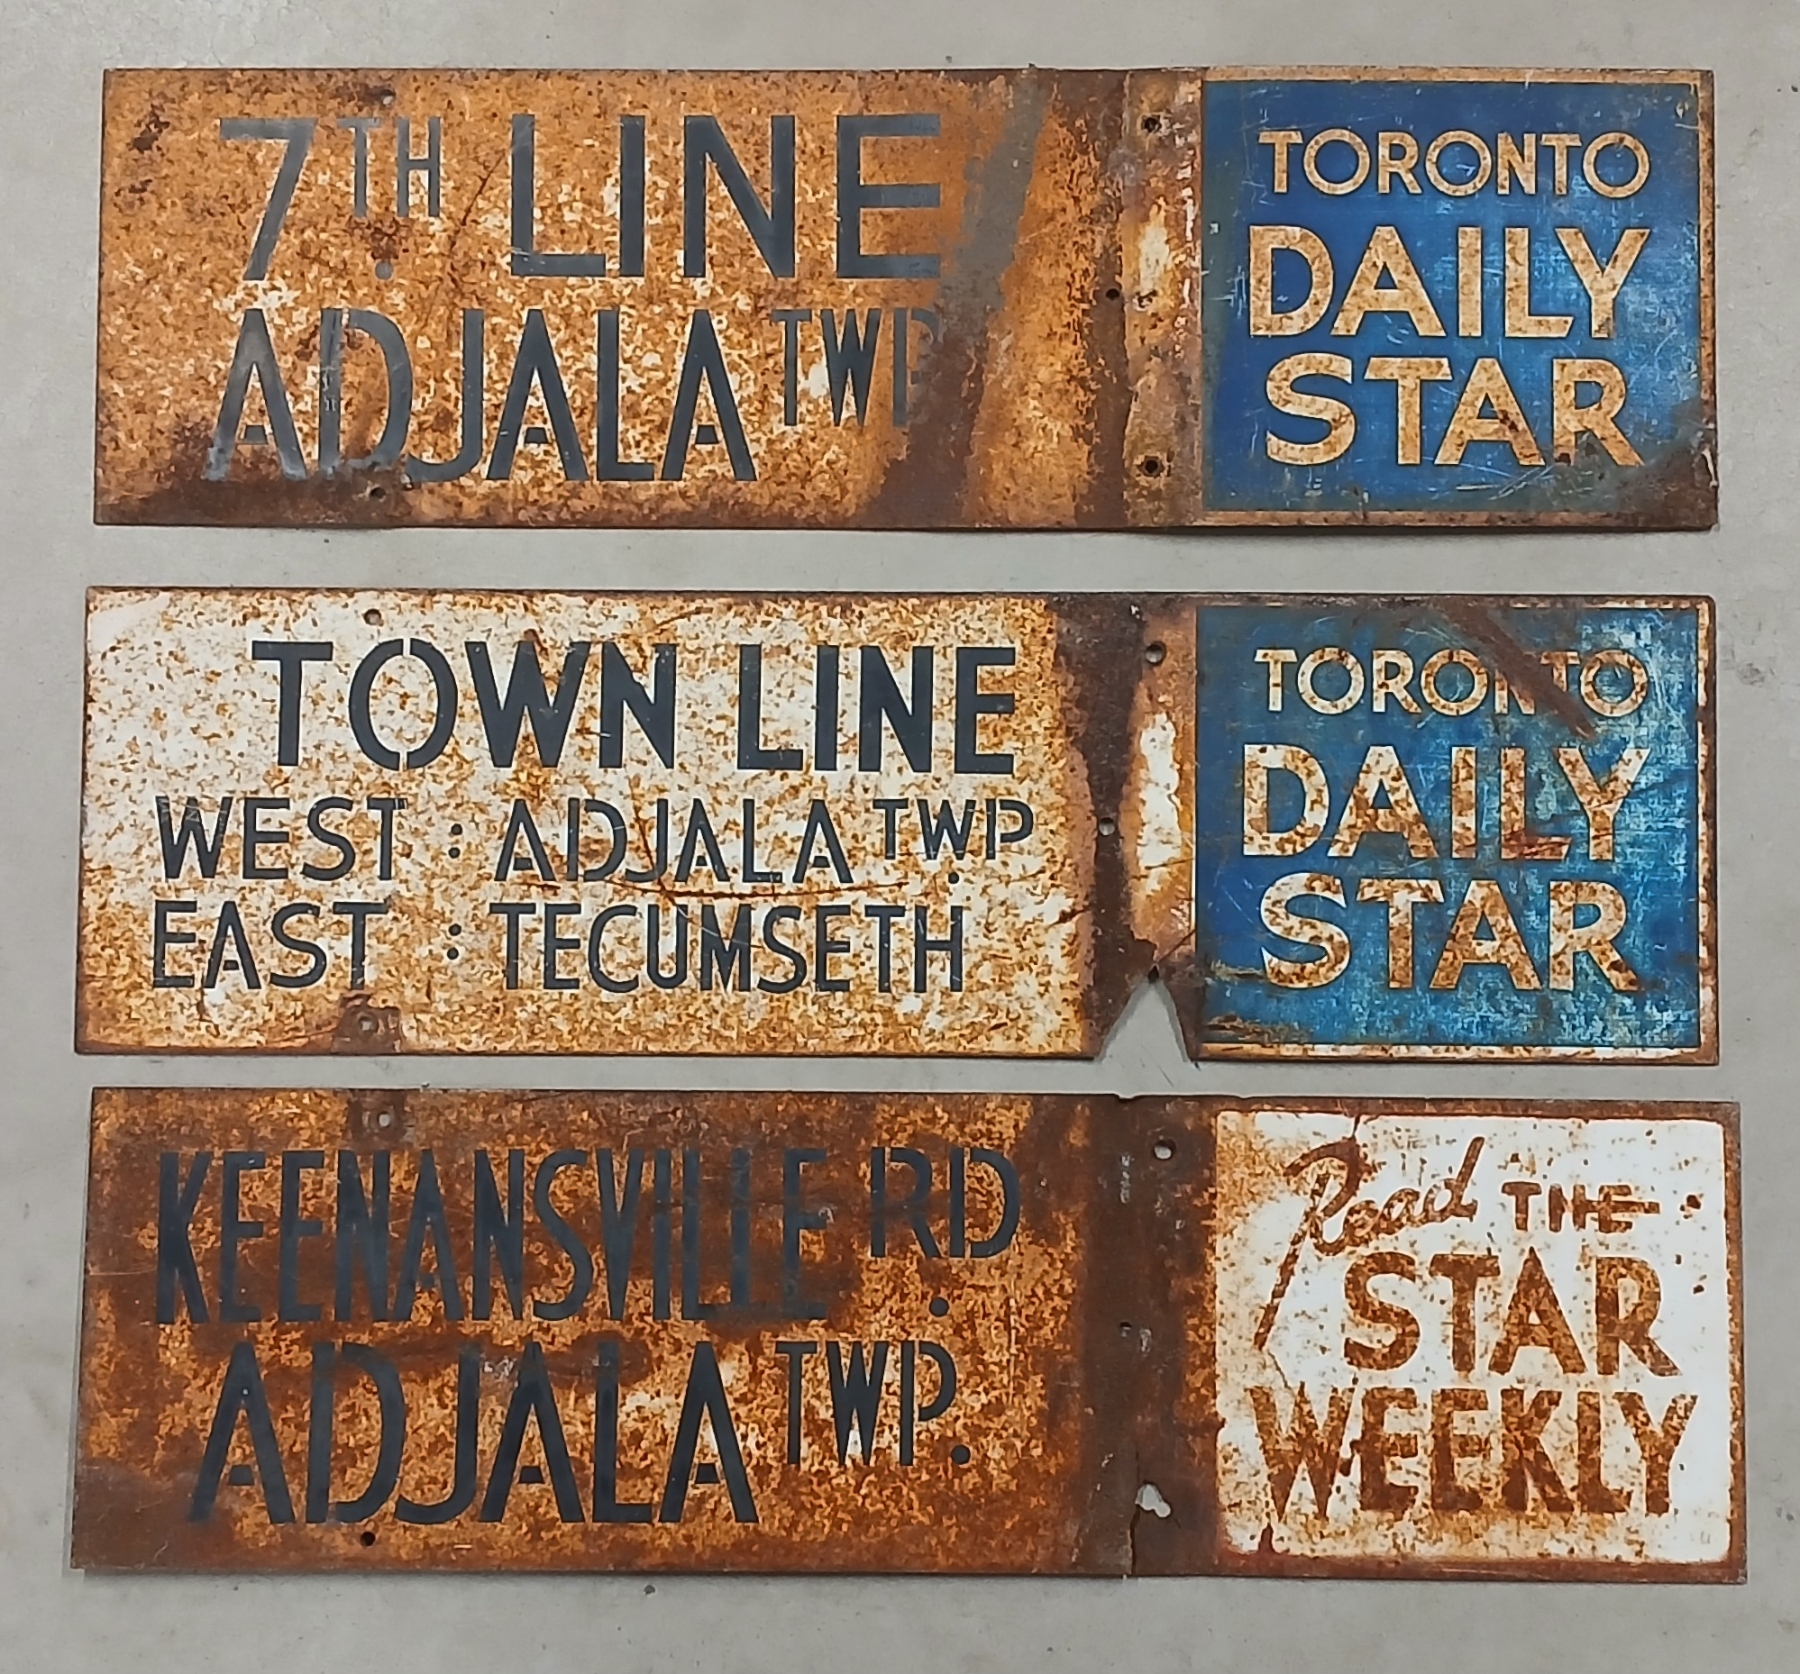 7TH LINE
ADJALA TWP
TORONTO
DAILY
STAR
TOWN LINE
WEST : ADJALA TWP.
EAST : TECUMSETH
TORONTO
DAILY
STAR
KEENANSVILLE RD.
ADJALA TWP.
Read THE
STAR
WEEKLY